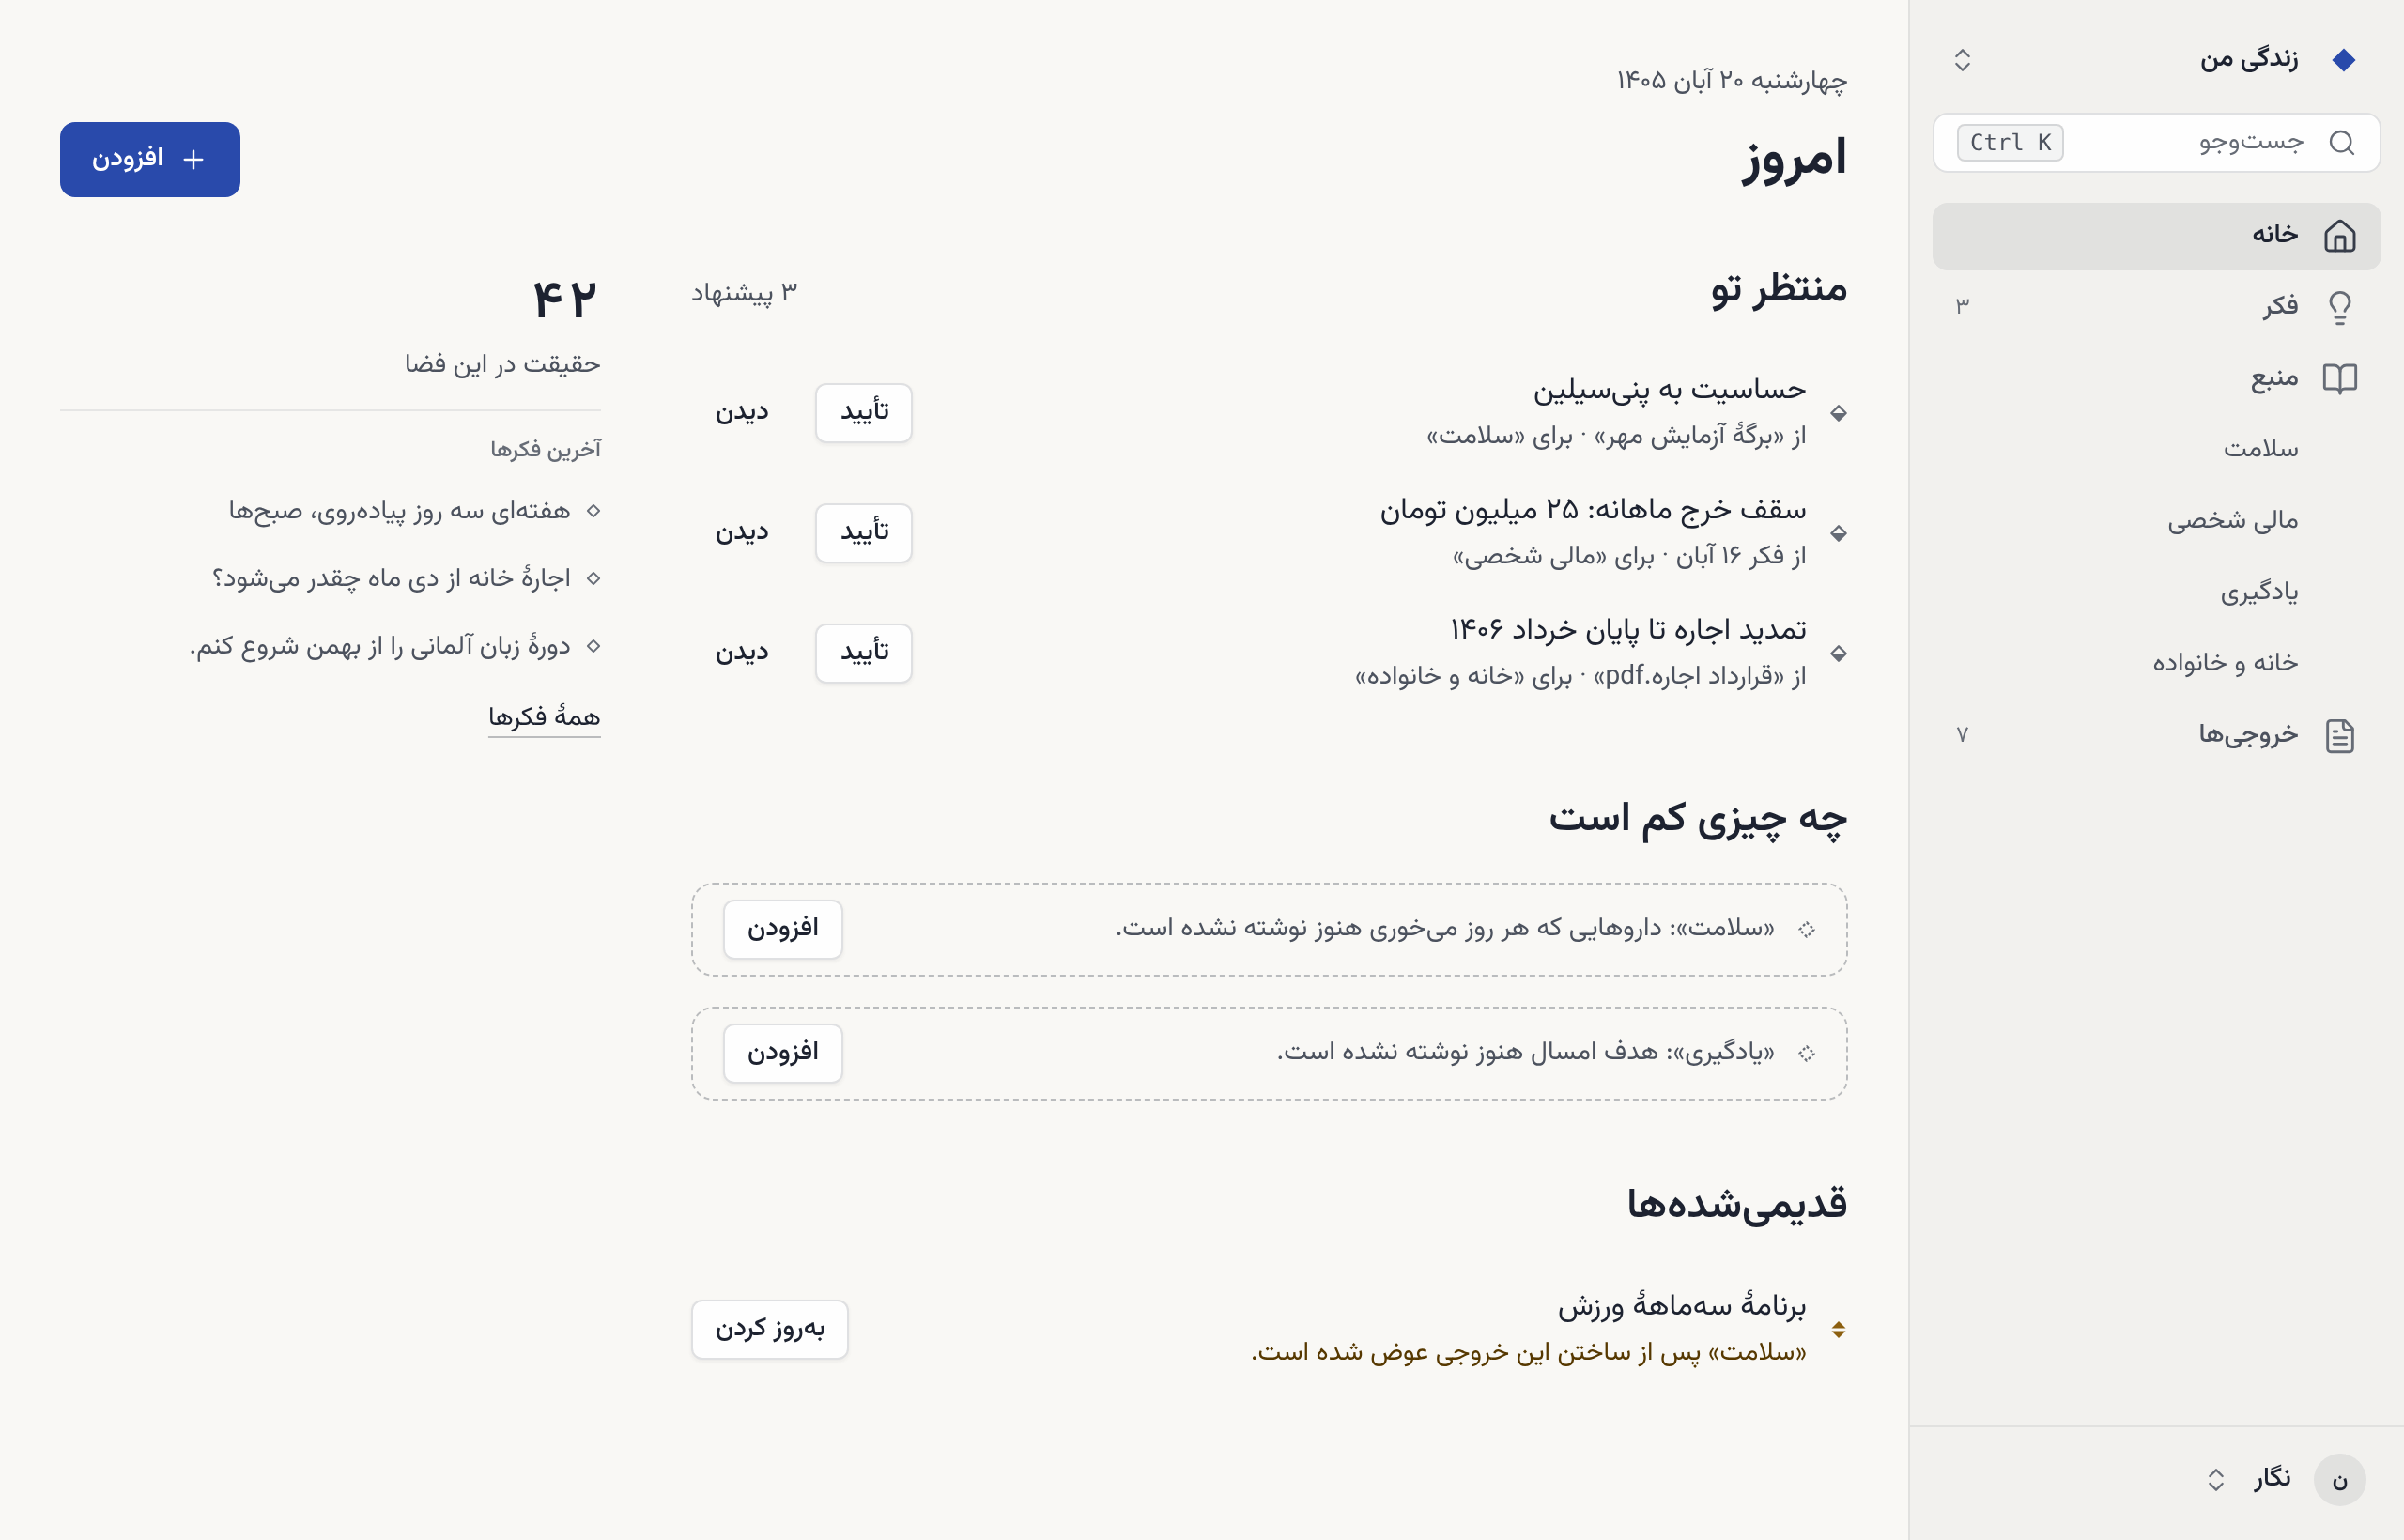 زندگی من
جست‌وجو
Ctrl K
خانه
فکر
۳
منبع
سلامت
مالی شخصی
یادگیری
خانه و خانواده
خروجی‌ها
۷
ن
نگار
چهارشنبه ۲۰ آبان ۱۴۰۵
امروز
افزودن
منتظر تو
۳ پیشنهاد
حساسیت به پنی‌سیلین
از «برگهٔ آزمایش مهر» · برای «سلامت»
تأیید
دیدن
سقف خرج ماهانه: ۲۵ میلیون تومان
از فکر ۱۶ آبان · برای «مالی شخصی»
تأیید
دیدن
تمدید اجاره تا پایان خرداد ۱۴۰۶
از «قرارداد اجاره.pdf» · برای «خانه و خانواده»
تأیید
دیدن
چه چیزی کم است
«سلامت»: داروهایی که هر روز می‌خوری هنوز نوشته نشده است.
افزودن
«یادگیری»: هدف امسال هنوز نوشته نشده است.
افزودن
قدیمی‌شده‌ها
برنامهٔ سه‌ماههٔ ورزش
«سلامت» پس از ساختن این خروجی عوض شده است.
به‌روز کردن
۴۲
حقیقت در این فضا
آخرین فکرها
هفته‌ای سه روز پیاده‌روی، صبح‌ها
اجارهٔ خانه از دی ماه چقدر می‌شود؟
دورهٔ زبان آلمانی را از بهمن شروع کنم.
همهٔ فکرها